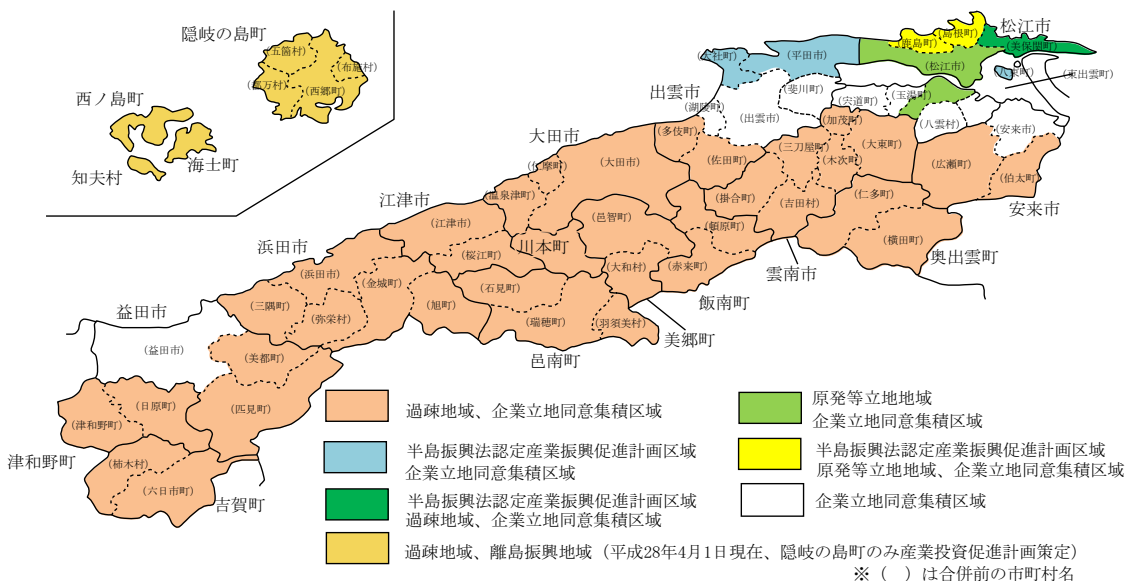 隠岐の島町
(五箇村)
(布施村)
(都万村)
(西郷町)
西ノ島町
海士町
知夫村
松江市
(島根町)
(鹿島町)
(美保関町)
(松江市)
(八束町)
(東出雲町)
(玉湯町)
(宍道町)
(八雲村)
出雲市
(大社町)
(平田市)
(斐川町)
(湖陵町)
(出雲市)
(多伎町)
(佐田町)
安来市
(安来市)
(広瀬町)
(伯太町)
雲南市
(加茂町)
(大東町)
(三刀屋町)
(木次町)
(掛合町)
(吉田村)
奥出雲町
(仁多町)
(横田町)
大田市
(大田市)
(仁摩町)
(温泉津町)
飯南町
(頓原町)
(赤来町)
美郷町
(邑智町)
(大和村)
川本町
江津市
(江津市)
(桜江町)
邑南町
(石見町)
(瑞穂町)
(羽須美村)
浜田市
(浜田市)
(金城町)
(旭町)
(三隅町)
(弥栄村)
益田市
(益田市)
(美都町)
(匹見町)
津和野町
(日原町)
(津和野町)
吉賀町
(柿木村)
(六日市町)
過疎地域、企業立地同意集積区域
半島振興法認定産業振興促進計画区域
企業立地同意集積区域
半島振興法認定産業振興促進計画区域
過疎地域、企業立地同意集積区域
過疎地域、離島振興地域（平成28年4月1日現在、隠岐の島町のみ産業投資促進計画策定）
原発等立地地域
企業立地同意集積区域
半島振興法認定産業振興促進計画区域
原発等立地地域、企業立地同意集積区域
企業立地同意集積区域
※（　）は合併前の市町村名